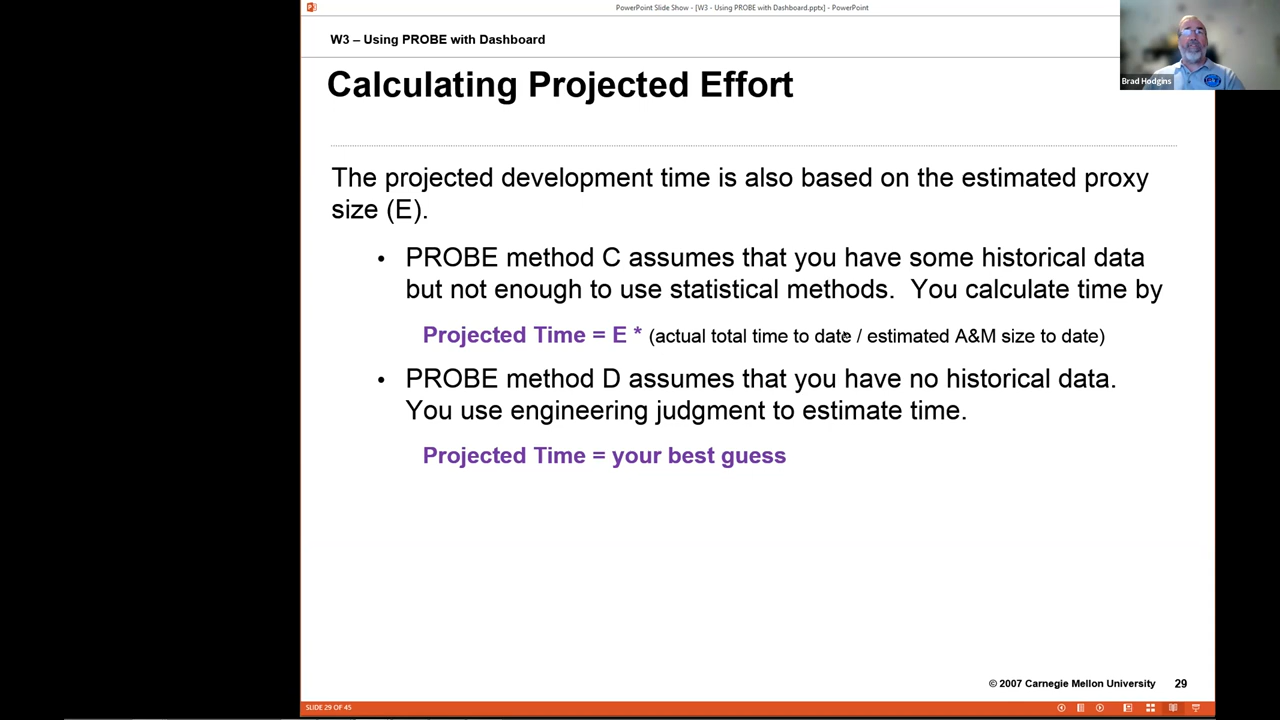 PowerPoint Slide Show - [W3 - Using PROBE with Dashboard.pptx] - PowerPoint
W3 – Using PROBE with Dashboard
Brad Hodgins
Calculating Projected Effort
The projected development time is also based on the estimated proxy
size (E).
• PROBE method C assumes that you have some historical data
but not enough to use statistical methods. You calculate time by
Projected Time = E * (actual total time to date / estimated A&M size to date)
• PROBE method D assumes that you have no historical data.
You use engineering judgment to estimate time.
Projected Time = your best guess
© 2007 Carnegie Mellon University 29
SLIDE 29 OF 45